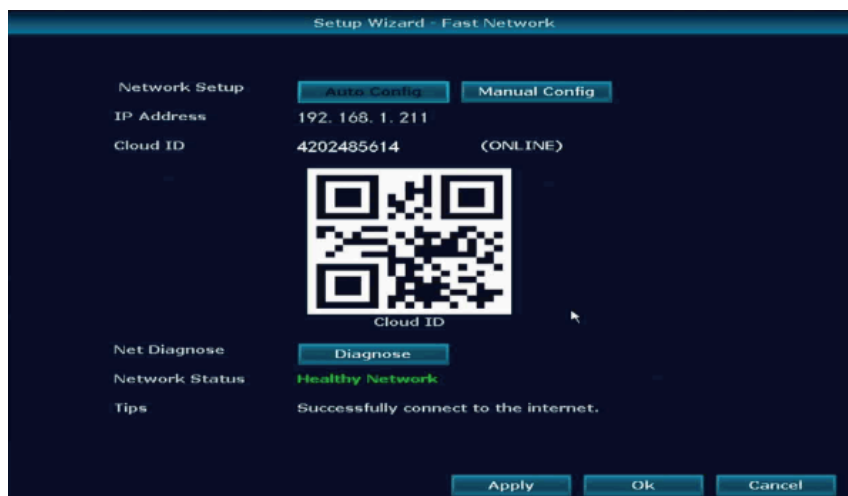 Setup Wizard - Fast Network
Network Setup Auto Config Manual Config
IP Address 192. 168. 1. 211
Cloud ID 4202485614 (ONLINE)
Cloud ID
Net Diagnose Diagnose
Network Status Healthy Network
Tips Successfully connect to the internet.
Apply Ok Cancel